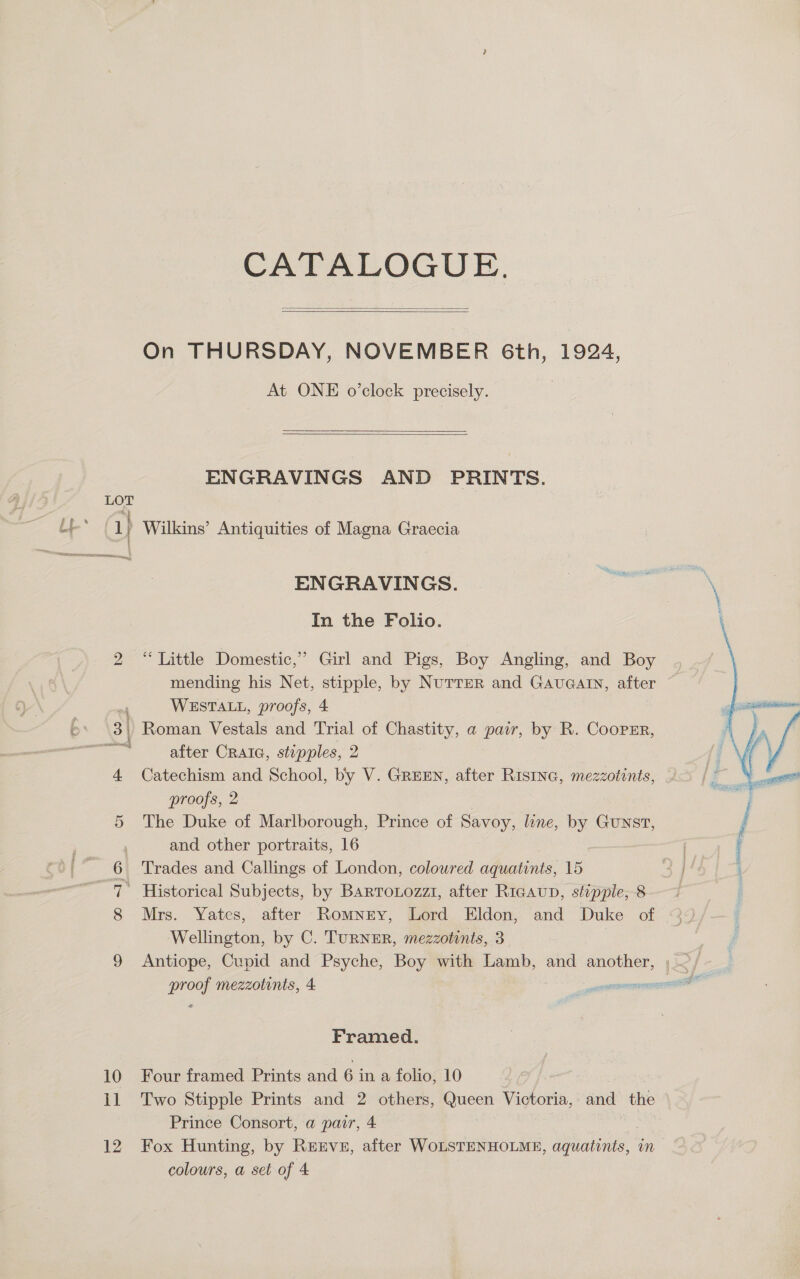 CATALOGUE.
On THURSDAY, NOVEMBER 6th, 1924,
At ONE o'clock precisely.
ENGRAVINGS AND PRINTS.
LOT
1 Wilkins' Antiquities of Magna Graecia
ENGRAVINGS.
In the Folio.
2 “Little Domestic,” Girl and Pigs, Boy Angling, and Boy
mending his Net, stipple, by NUTTER and GAUGAIN, after
WESTALL, proofs, 4
3 Roman Vestals and Trial of Chastity, a pair, by R. COOPER,
after CRAIG, stipples, 2
4 Catechism and School, by V. GREEN, after RISING, mezzotints,
proofs, 2
5 The Duke of Marlborough, Prince of Savoy, line, by GUNST,
and other portraits, 16
6 Trades and Callings of London, coloured aquatints, 15
7 Historical Subjects, by BARTOLOZZI, after RIGAUD, stipple, 8
8 Mrs. Yates, after ROMNEY, Lord Eldon, and Duke of
Wellington, by C. TURNER, mezzotints, 3
9 Antiope, Cupid and Psyche, Boy with Lamb, and another,
proof mezzotints, 4
Framed.
10 Four framed Prints and 6 in a folio, 10
11 Two Stipple Prints and 2 others, Queen Victoria, and the
Prince Consort, a pair, 4
12 Fox Hunting, by REEVE, after WOLSTENHOLME, aquatints, in
colours, a set of 4